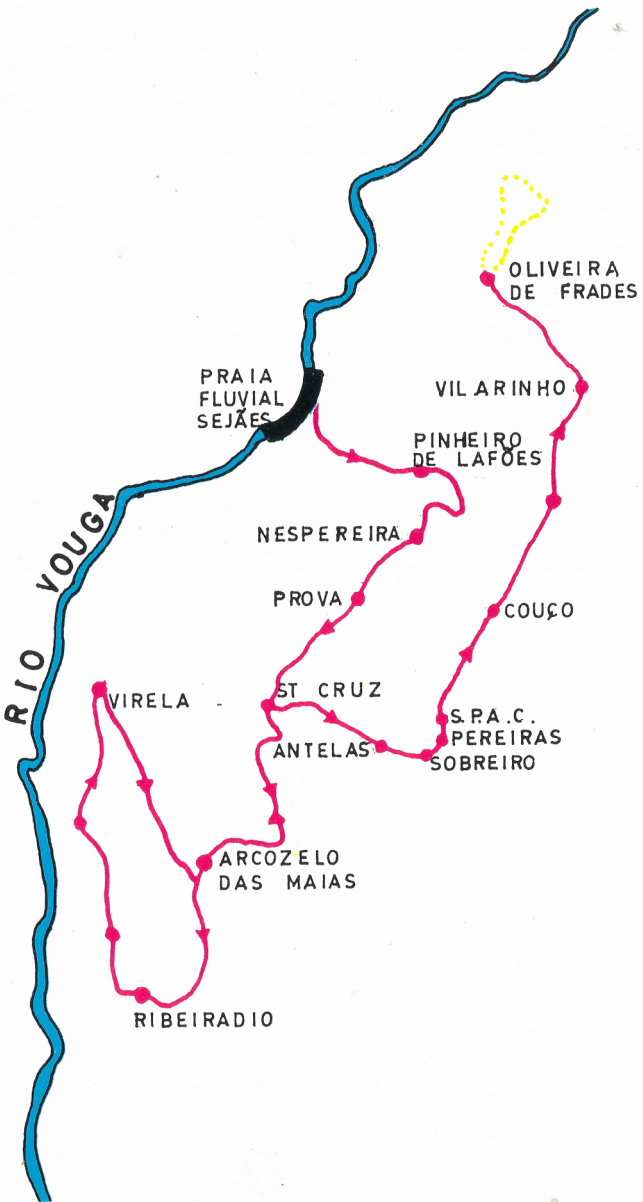 OLIVEIRA
DE FRADES
PRAIA
FLUVIAL
SEJÃES
VILARINHO
PINHEIRO
DE LAFÕES
RIO VOUGA
NESPEREIRA
PROVA
COUÇO
ST CRUZ
VIRELA
S.P.A.C.
PEREIRAS
ANTELAS
SOBREIRO
ARCOZELO
DAS MAIAS
RIBEIRADIO